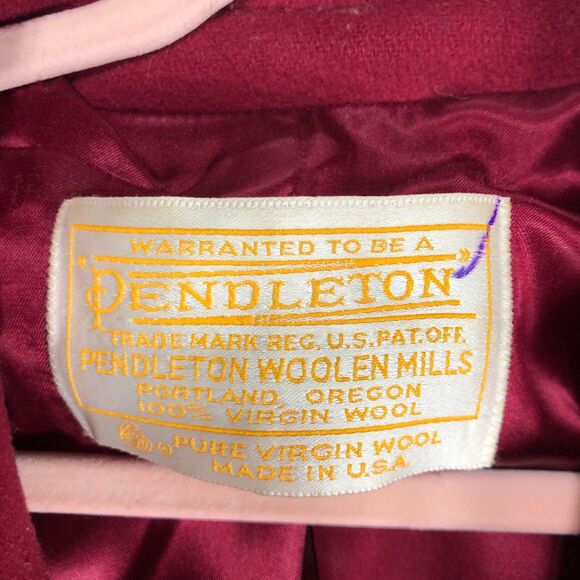 WARRANTED TO BE A
PENDLETON
TRADE MARK REG. U.S. PAT. OFF.
PENDLETON WOOLEN MILLS
PORTLAND, OREGON
100% VIRGIN WOOL
PURE VIRGIN WOOL
MADE IN U.S.A.